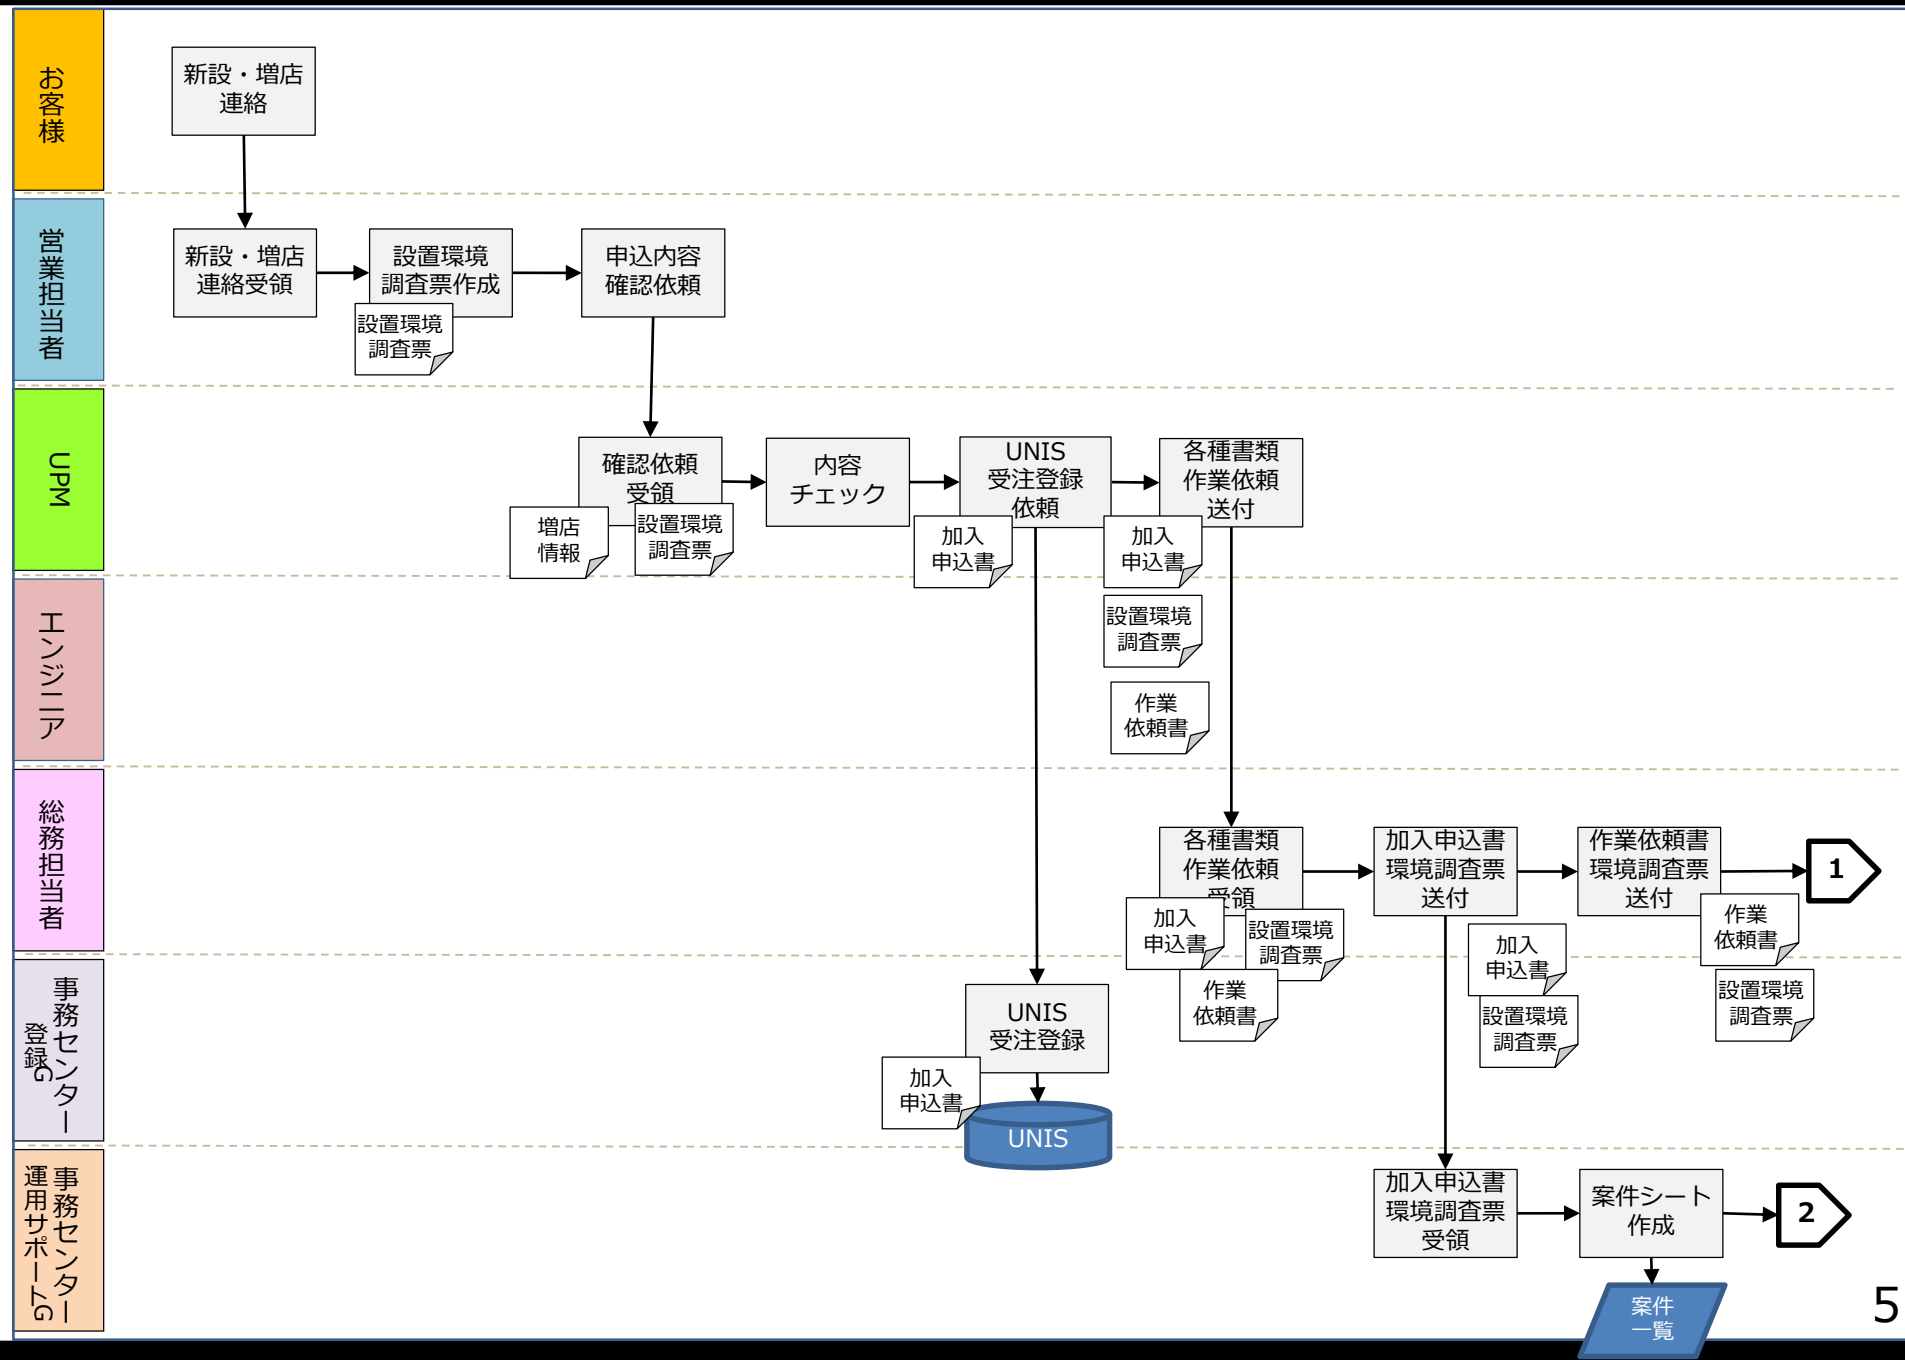 お客様
新設・増店
連絡
営業担当者
新設・増店
連絡受領
設置環境
調査票作成
設置環境
調査票
申込内容
確認依頼
UPM
確認依頼
受領
増店
情報
設置環境
調査票
内容
チェック
UNIS
受注登録
依頼
加入
申込書
各種書類
作業依頼
送付
加入
申込書
エンジニア
設置環境
調査票
作業
依頼書
総務担当者
各種書類
作業依頼
受領
加入
申込書
設置環境
調査票
作業
依頼書
加入申込書
環境調査票
送付
加入
申込書
設置環境
調査票
作業依頼書
環境調査票
送付
作業
依頼書
設置環境
調査票
1
事務センター
登録G
UNIS
受注登録
加入
申込書
UNIS
事務センター
運用サポートG
加入申込書
環境調査票
受領
案件シート
作成
2
案件
一覧
5